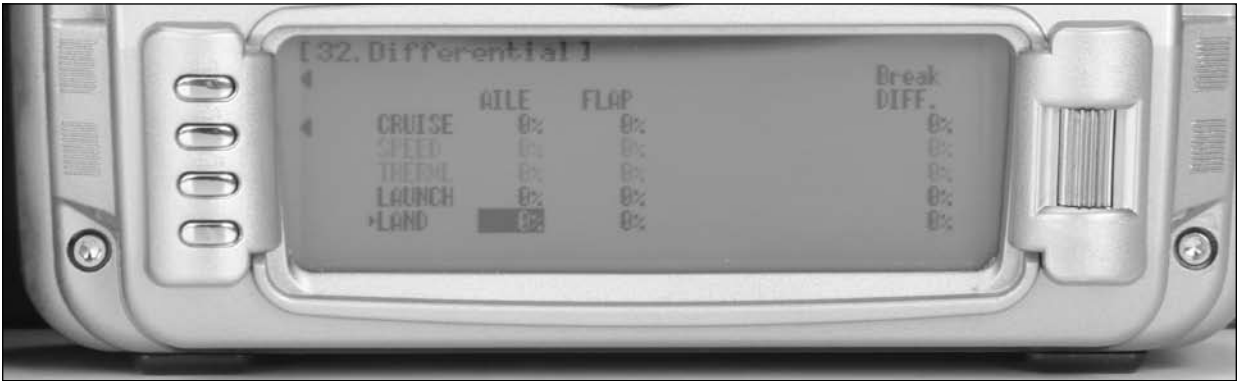 [32.Differential]
Break
AILE FLAP DIFF.
CRUISE 0% 0% 0%
SPEED 0% 0% 0%
THERML 0% 0% 0%
LAUNCH 0% 0% 0%
LAND 0% 0% 0%